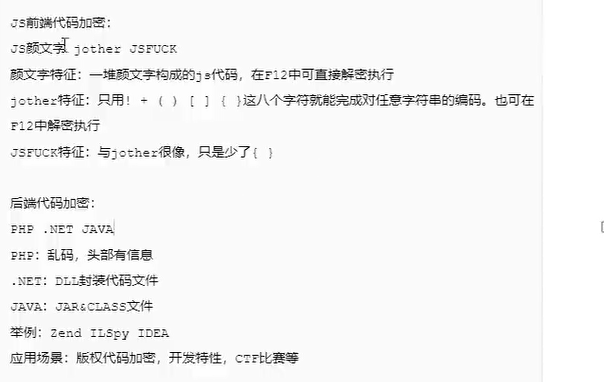 JS前端代码加密：
JS颜文字 jother JSFUCK
颜文字特征：一堆颜文字构成的js代码，在F12中可直接解密执行
jother特征：只用! + ( ) [ ] { }这八个字符就能完成对任意字符串的编码。也可在
F12中解密执行
JSFUCK特征：与jother很像，只是少了{ }
后端代码加密：
PHP .NET JAVA
PHP：乱码，头部有信息
.NET：DLL封装代码文件
JAVA：JAR&CLASS文件
举例：Zend ILSpy IDEA
应用场景：版权代码加密，开发特性，CTF比赛等